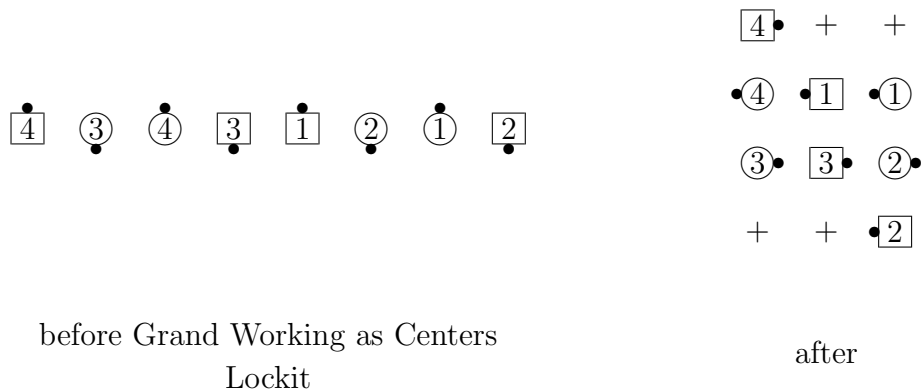 4 + +
4 3 4 3 1 2 1 2
4 1 1
3 3 2
+ + 2
before Grand Working as Centers
Lockit
after